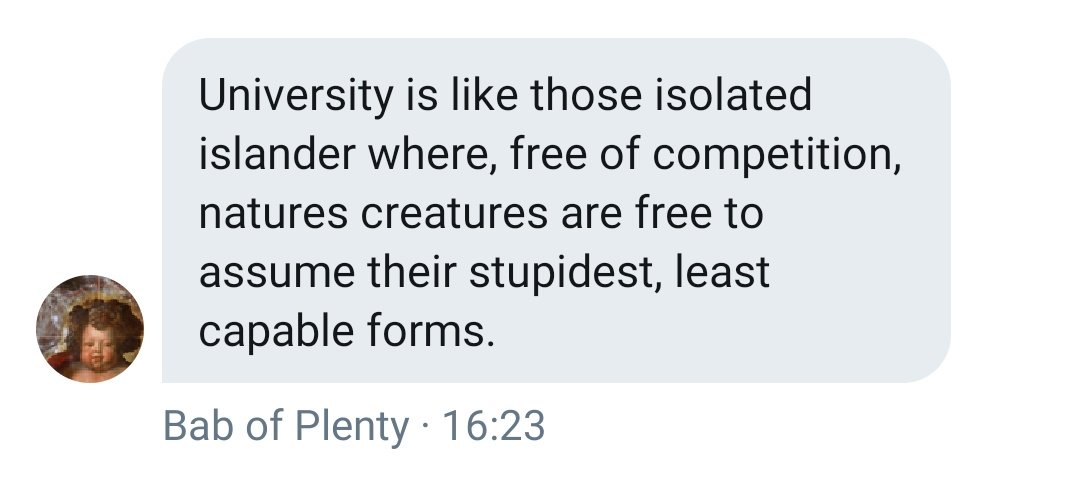 University is like those isolated
islander where, free of competition,
natures creatures are free to
assume their stupidest, least
capable forms.
Bab of Plenty · 16:23